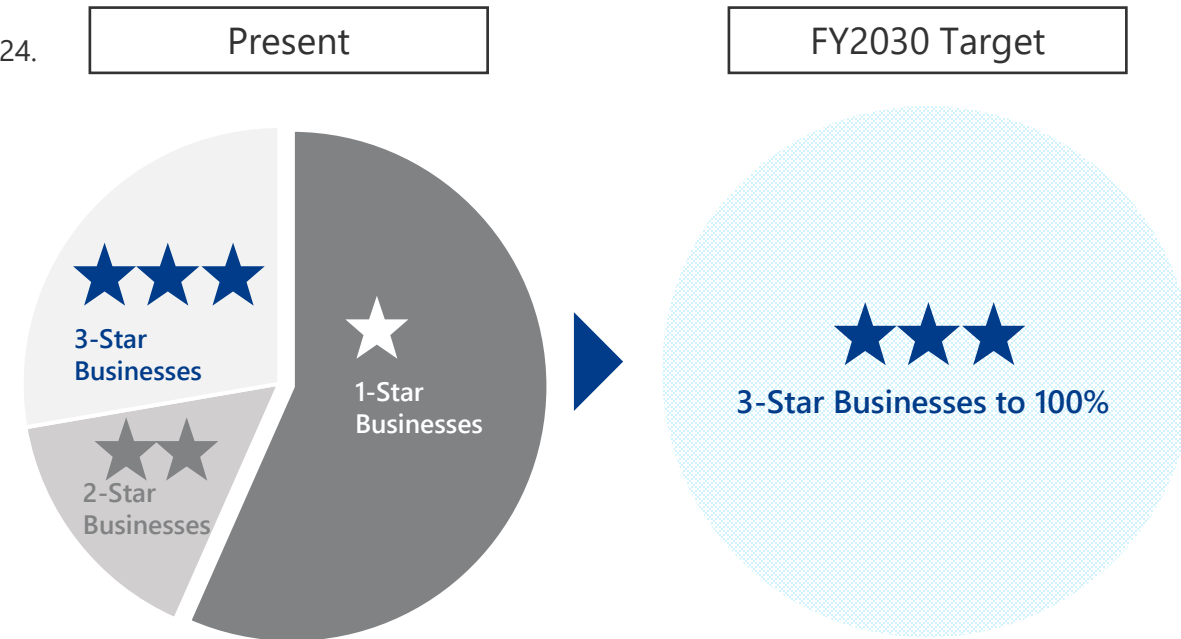 24.
Present
FY2030 Target
3-Star
Businesses
1-Star
Businesses
2-Star
Businesses
3-Star Businesses to 100%